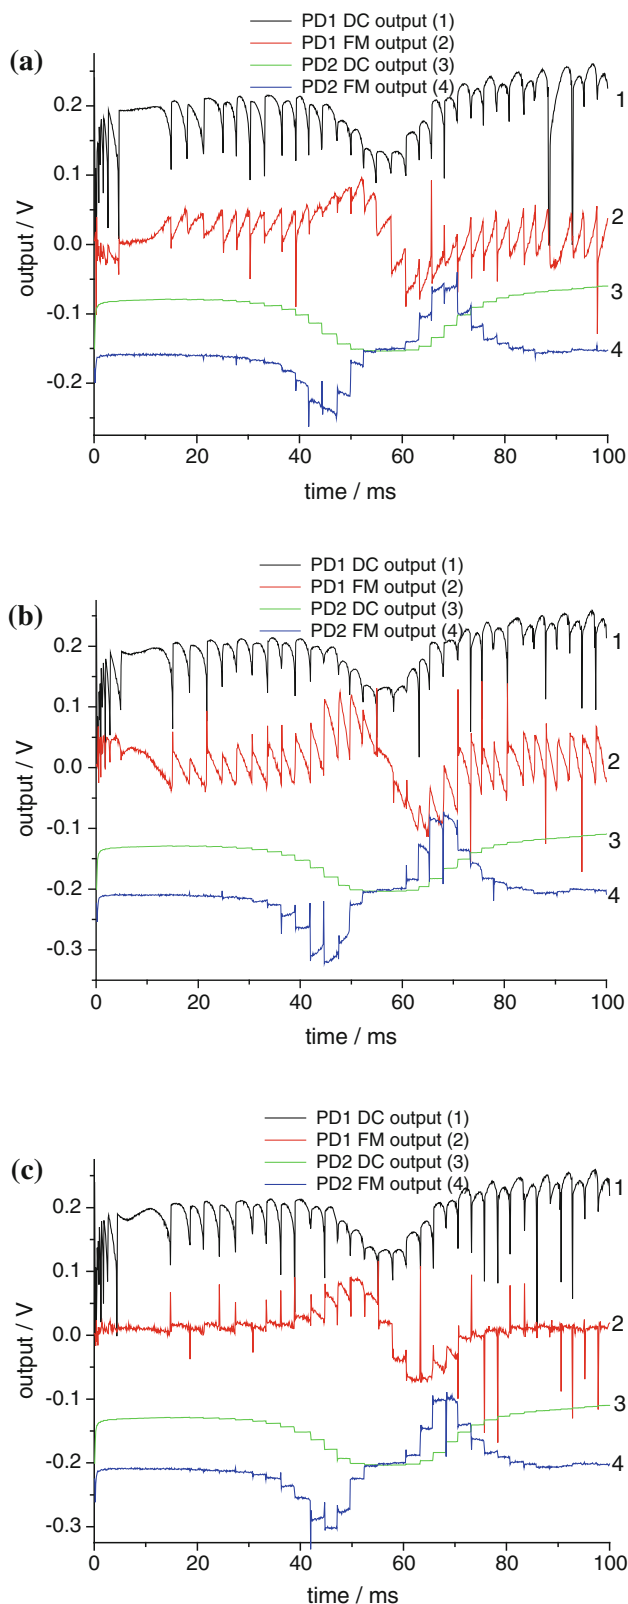 (a)
PD1 DC output (1)
PD1 FM output (2)
PD2 DC output (3)
PD2 FM output (4)
output / V
0.2
0.1
0.0
-0.1
-0.2
1
2
3
4
0 20 40 60 80 100
time / ms
(b)
PD1 DC output (1)
PD1 FM output (2)
PD2 DC output (3)
PD2 FM output (4)
output / V
0.2
0.1
0.0
-0.1
-0.2
-0.3
1
2
3
4
0 20 40 60 80 100
time / ms
(c)
PD1 DC output (1)
PD1 FM output (2)
PD2 DC output (3)
PD2 FM output (4)
output / V
0.2
0.1
0.0
-0.1
-0.2
-0.3
1
2
3
4
0 20 40 60 80 100
time / ms